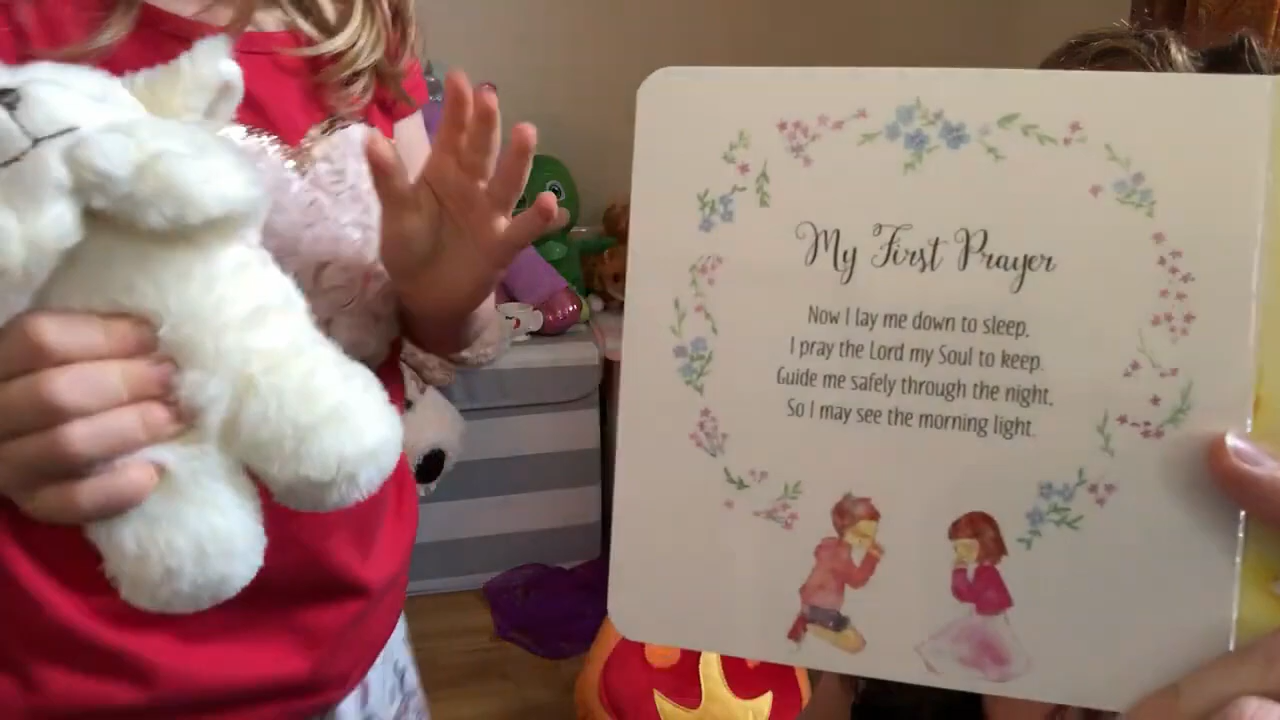 My First Prayer
Now I lay me down to sleep.
I pray the Lord my Soul to keep.
Guide me safely through the night,
So I may see the morning light.